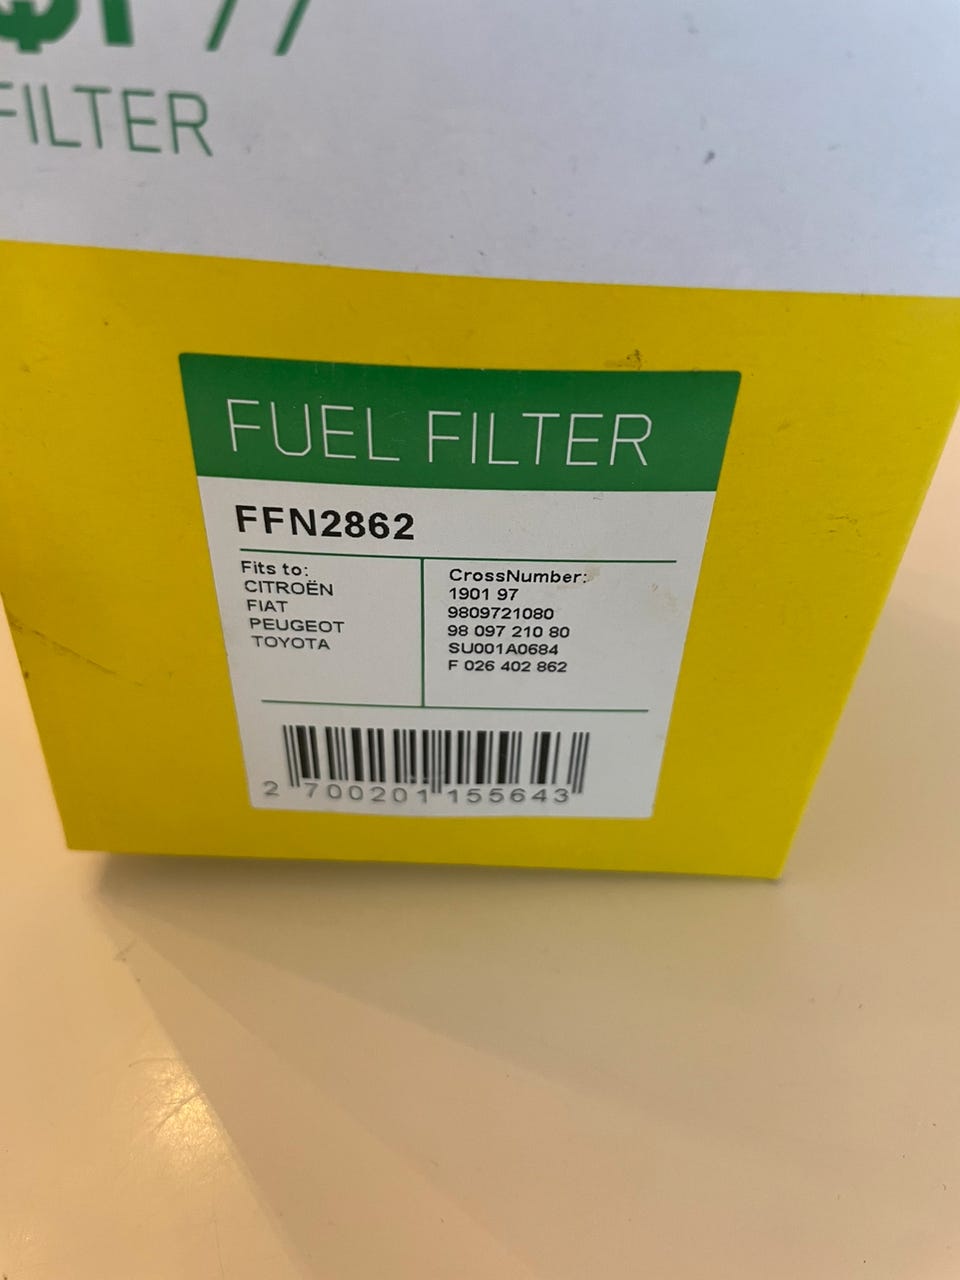 FILTER
FUEL FILTER
FFN2862
Fits to:
CITROËN
FIAT
PEUGEOT
TOYOTA
CrossNumber:
1901 97
9809721080
98 097 210 80
SU001A0684
F 026 402 862
2 700201 155643